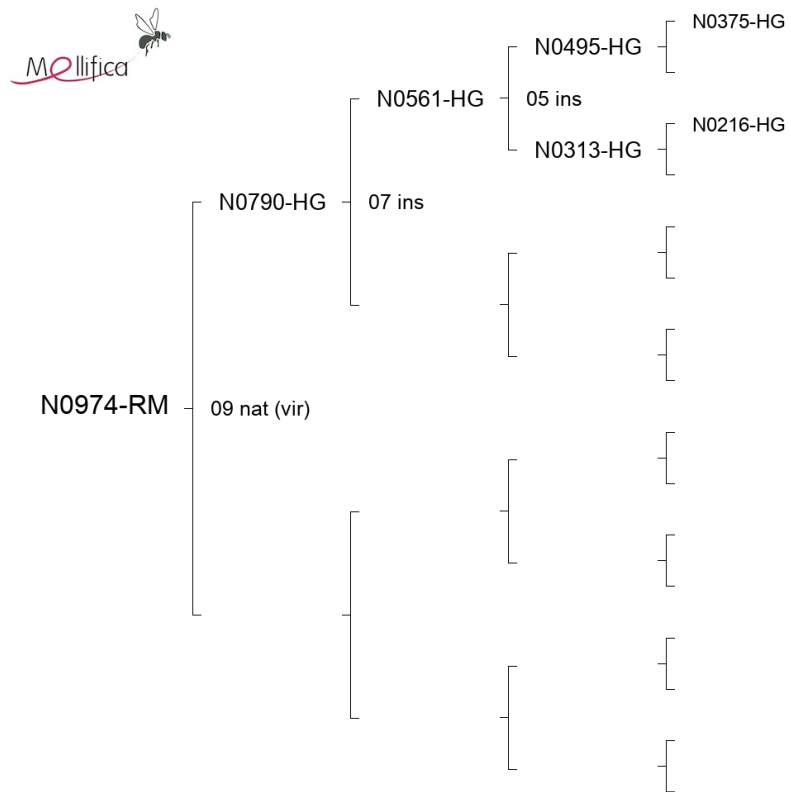 Mellifica
N0375-HG
N0495-HG
N0561-HG
05 ins
N0313-HG
N0216-HG
N0790-HG
07 ins
N0974-RM
09 nat (vir)